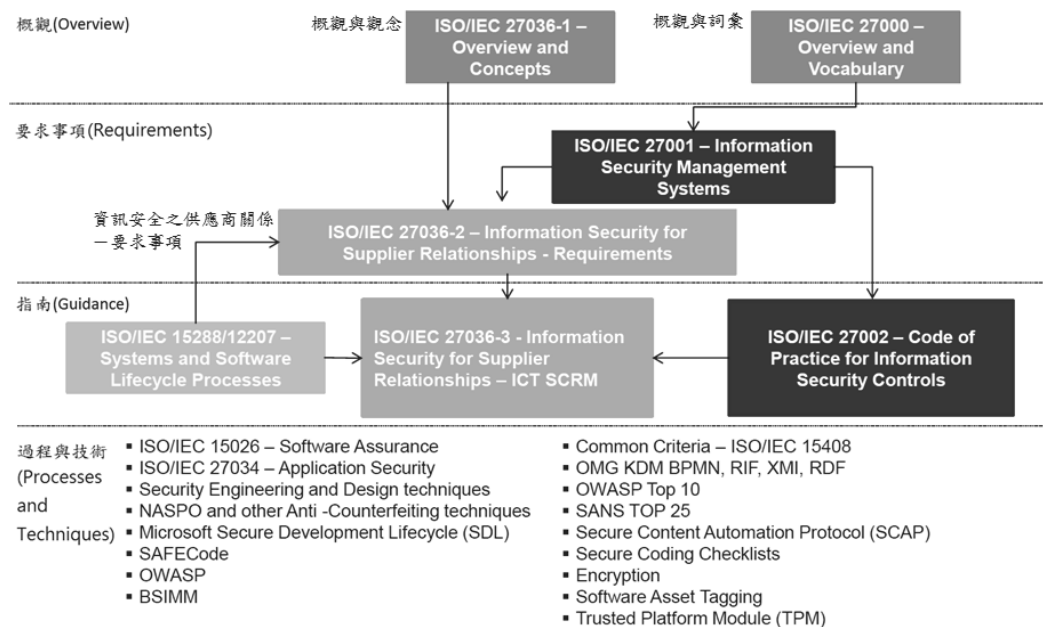 概觀(Overview)
概觀與觀念
ISO/IEC 27036-1 –
Overview and
Concepts
概觀與詞彙
ISO/IEC 27000 –
Overview and
Vocabulary
要求事項(Requirements)
ISO/IEC 27001 – Information
Security Management
Systems
資訊安全之供應商關係
－要求事項
ISO/IEC 27036-2 – Information Security for
Supplier Relationships - Requirements
指南(Guidance)
ISO/IEC 15288/12207 –
Systems and Software
Lifecycle Processes
ISO/IEC 27036-3 - Information
Security for Supplier
Relationships – ICT SCRM
ISO/IEC 27002 – Code of
Practice for Information
Security Controls
過程與技術
(Processes
and
Techniques)
▪ ISO/IEC 15026 – Software Assurance
▪ ISO/IEC 27034 – Application Security
▪ Security Engineering and Design techniques
▪ NASPO and other Anti -Counterfeiting techniques
▪ Microsoft Secure Development Lifecycle (SDL)
▪ SAFECode
▪ OWASP
▪ BSIMM
▪ Common Criteria – ISO/IEC 15408
▪ OMG KDM BPMN, RIF, XMI, RDF
▪ OWASP Top 10
▪ SANS TOP 25
▪ Secure Content Automation Protocol (SCAP)
▪ Secure Coding Checklists
▪ Encryption
▪ Software Asset Tagging
▪ Trusted Platform Module (TPM)